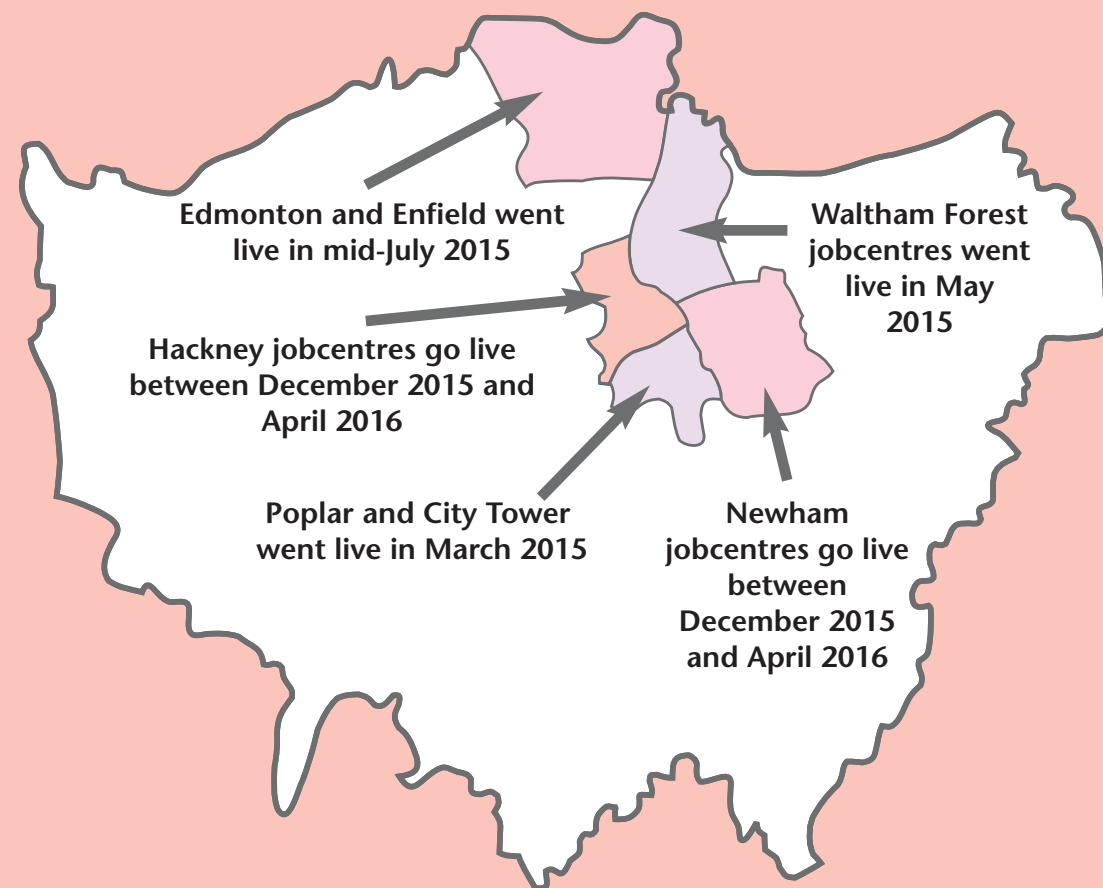 Edmonton and Enfield went
live in mid-July 2015
Waltham Forest
jobcentres went
live in May
2015
Hackney jobcentres go live
between December 2015 and
April 2016
Poplar and City Tower
went live in March 2015
Newham
jobcentres go live
between
December 2015
and April 2016